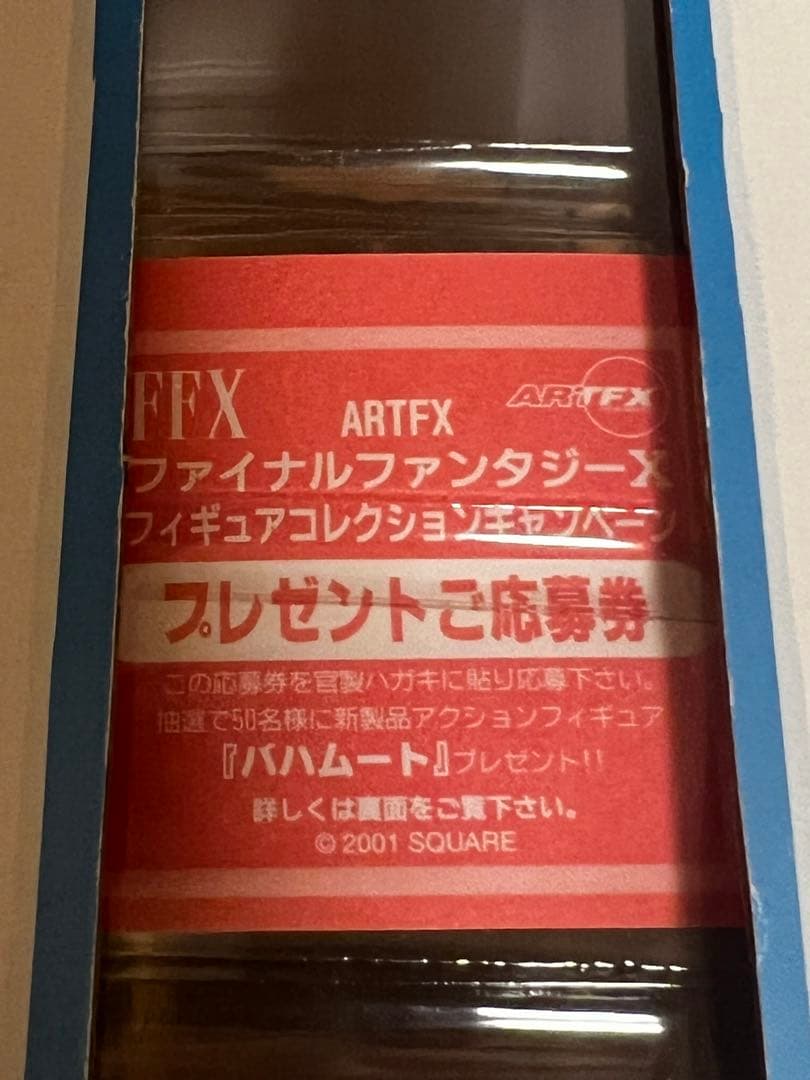 FFX ARTFX ARTFX
ファイナルファンタジーX
フィギュアコレクションキャンペーン
プレゼントご応募券
この応募券を官製ハガキに貼り応募下さい。
抽選で50名様に新製品アクションフィギュア
『バハムート』プレゼント!!
詳しくは裏面をご覧下さい。
© 2001 SQUARE